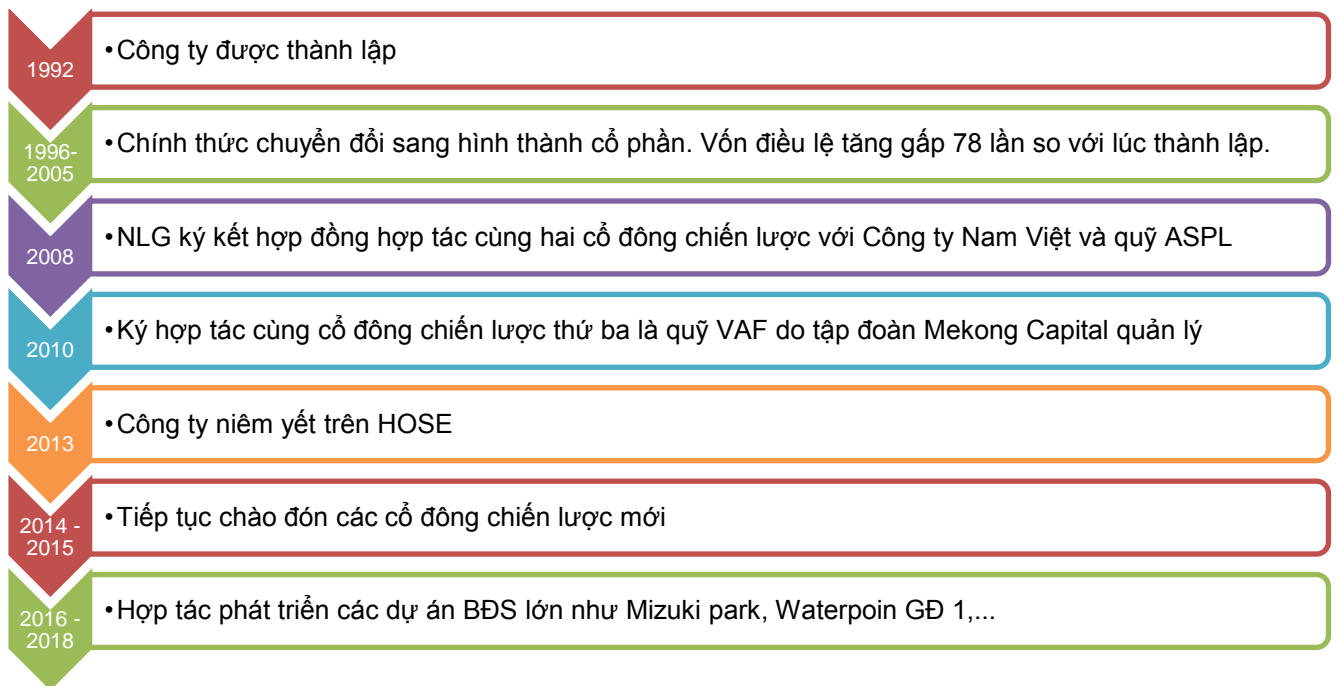 1992
•Công ty được thành lập
1996-
2005
•Chính thức chuyển đổi sang hình thành cổ phần. Vốn điều lệ tăng gấp 78 lần so với lúc thành lập.
2008
•NLG ký kết hợp đồng hợp tác cùng hai cổ đông chiến lược với Công ty Nam Việt và quỹ ASPL
2010
•Ký hợp tác cùng cổ đông chiến lược thứ ba là quỹ VAF do tập đoàn Mekong Capital quản lý
2013
•Công ty niêm yết trên HOSE
2014 -
2015
•Tiếp tục chào đón các cổ đông chiến lược mới
2016 -
2018
•Hợp tác phát triển các dự án BĐS lớn như Mizuki park, Waterpoin GĐ 1,...